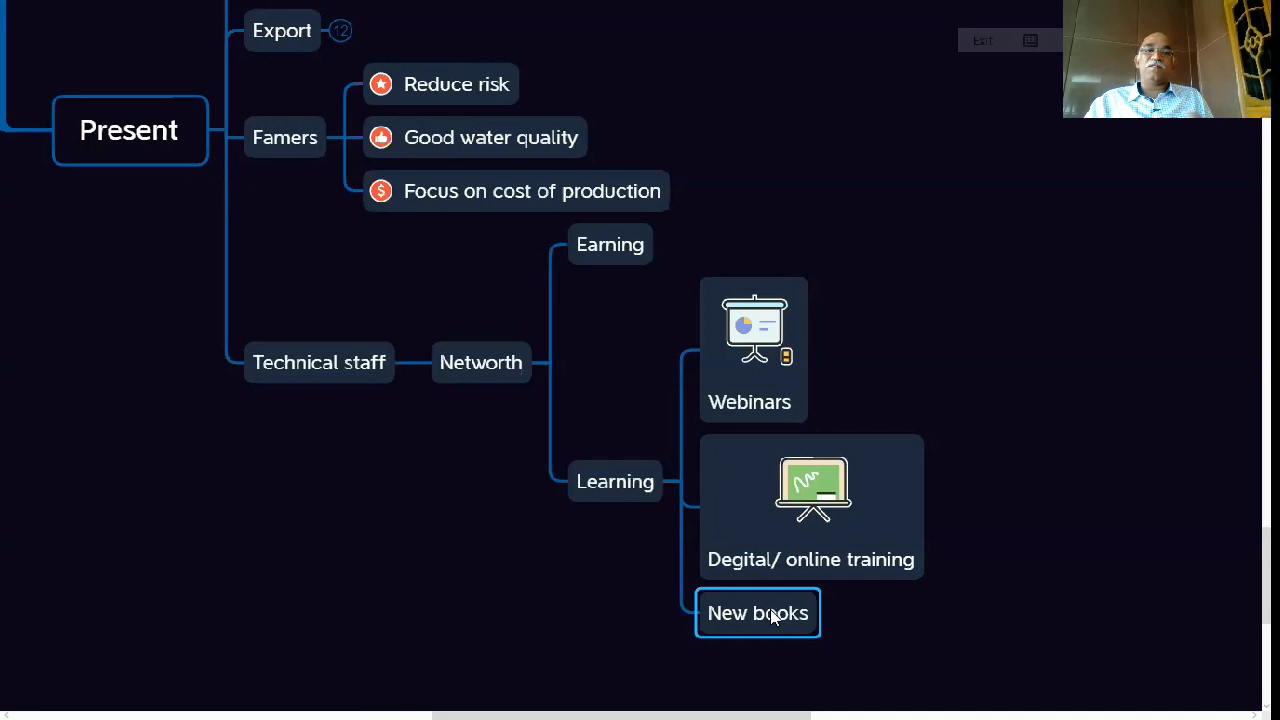 Export 12
Exit
Reduce risk
Present
Famers
Good water quality
Focus on cost of production
Earning
Technical staff
Networth
Webinars
Learning
Degital/ online training
New books